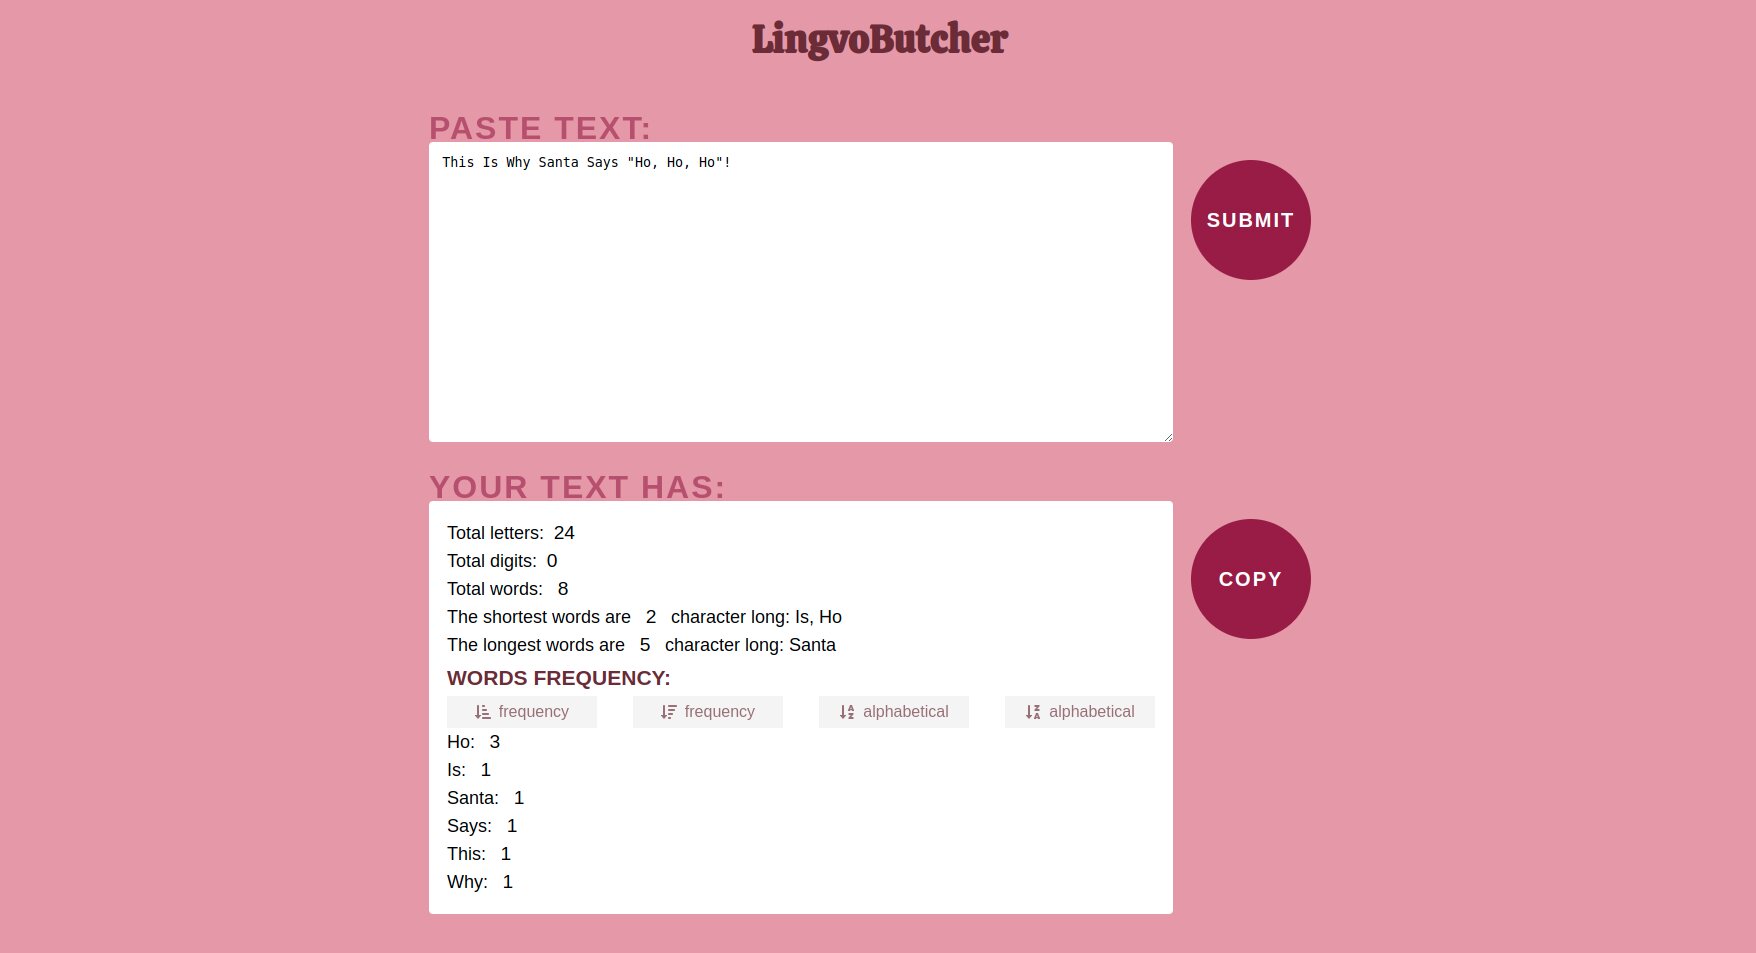 LingvoButcher
PASTE TEXT:
This Is Why Santa Says "Ho, Ho, Ho"!
SUBMIT
YOUR TEXT HAS:
Total letters: 24
Total digits: 0
Total words: 8
The shortest words are 2 character long: Is, Ho
The longest words are 5 character long: Santa
COPY
WORDS FREQUENCY:
frequency frequency alphabetical alphabetical
Ho: 3
Is: 1
Santa: 1
Says: 1
This: 1
Why: 1